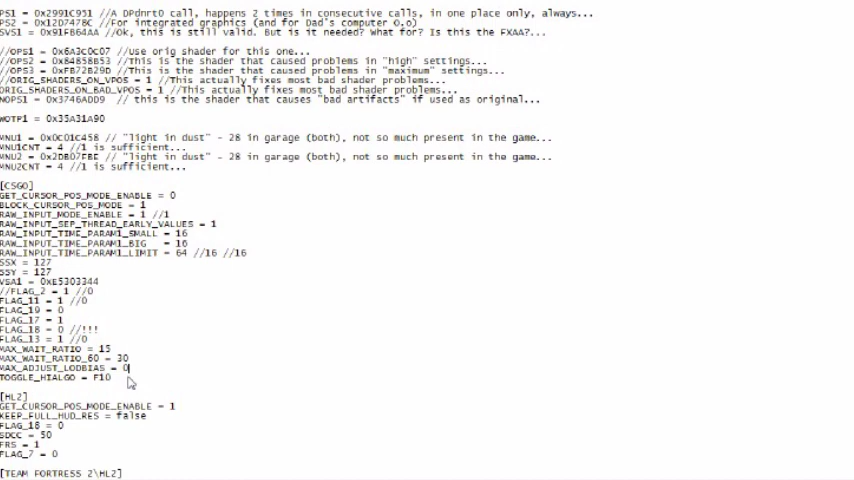 PS1 = 0x2991C951 //A DPdnrt0 call, happens 2 times in consecutive calls, in one place only, always...
PS2 = 0x12D7478C //For integrated graphics (and for Dad's computer 0.o)
SVS1 = 0x91FB64AA //Ok, this is still valid. But is it needed? What for? Is this the FXAA?...
//OPS1 = 0x6A3C0C07 //Use orig shader for this one...
//OPS2 = 0x84858B53 //This is the shader that caused problems in "high" settings...
//OPS3 = 0xFB72B29D //This is the shader that caused problems in "maximum" settings...
//ORIG_SHADERS_ON_VPOS = 1 //This actually fixes most bad shader problems...
ORIG_SHADERS_ON_BAD_VPOS = 1 //This actually fixes most bad shader problems...
NOPS1 = 0x3746ADD9 // this is the shader that causes "bad artifacts" if used as original...
WOTP1 = 0x35A31A90
MNU1 = 0x0C01C458 // "light in dust" - 28 in garage (both), not so much present in the game...
MNU1CNT = 4 //1 is sufficient...
MNU2 = 0x2DB07FBE // "light in dust" - 28 in garage (both), not so much present in the game...
MNU2CNT = 4 //1 is sufficient...
[CSGO]
GET_CURSOR_POS_MODE_ENABLE = 0
BLOCK_CURSOR_POS_MODE = 1
RAW_INPUT_MODE_ENABLE = 1 //1
RAW_INPUT_SEP_THREAD_EARLY_VALUES = 1
RAW_INPUT_TIME_PARAM1_SMALL = 16
RAW_INPUT_TIME_PARAM1_BIG = 16
RAW_INPUT_TIME_PARAM1_LIMIT = 64 //16 //16
SSX = 127
SSY = 127
VSA1 = 0xE5303344
//FLAG_2 = 1 //0
FLAG_11 = 1 //0
FLAG_19 = 0
FLAG_17 = 1
FLAG_18 = 0 //!!!
FLAG_13 = 1 //0
MAX_WAIT_RATIO = 15
MAX_WAIT_RATIO_60 = 30
MAX_ADJUST_LODBIAS = 0
TOGGLE_HIALGO = F10
[HL2]
GET_CURSOR_POS_MODE_ENABLE = 1
KEEP_FULL_HUD_RES = false
FLAG_18 = 0
SDCC = 50
FRS = 1
FLAG_7 = 0
[TEAM FORTRESS 2\HL2]